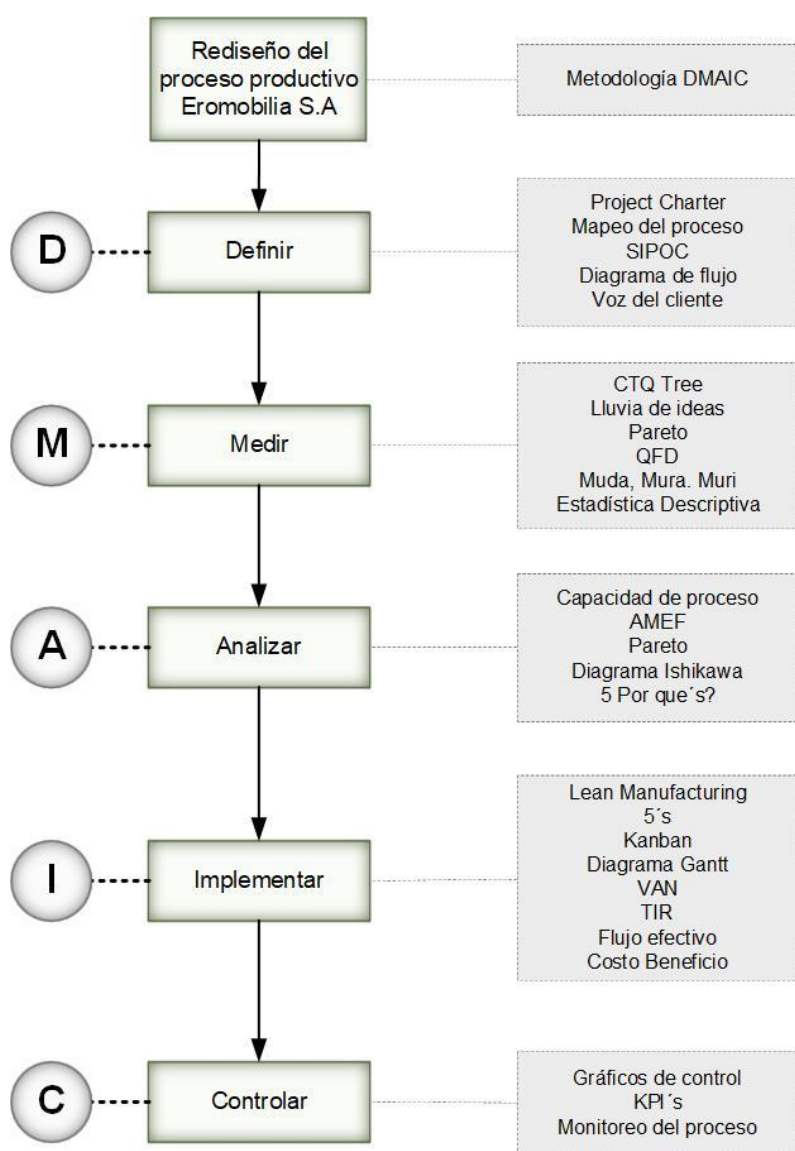 Rediseño del
proceso productivo
Eromobilia S.A
Metodología DMAIC
D
Definir
Project Charter
Mapeo del proceso
SIPOC
Diagrama de flujo
Voz del cliente
M
Medir
CTQ Tree
Lluvia de ideas
Pareto
QFD
Muda, Mura. Muri
Estadística Descriptiva
A
Analizar
Capacidad de proceso
AMEF
Pareto
Diagrama Ishikawa
5 Por que´s?
I
Implementar
Lean Manufacturing
5´s
Kanban
Diagrama Gantt
VAN
TIR
Flujo efectivo
Costo Beneficio
C
Controlar
Gráficos de control
KPI´s
Monitoreo del proceso